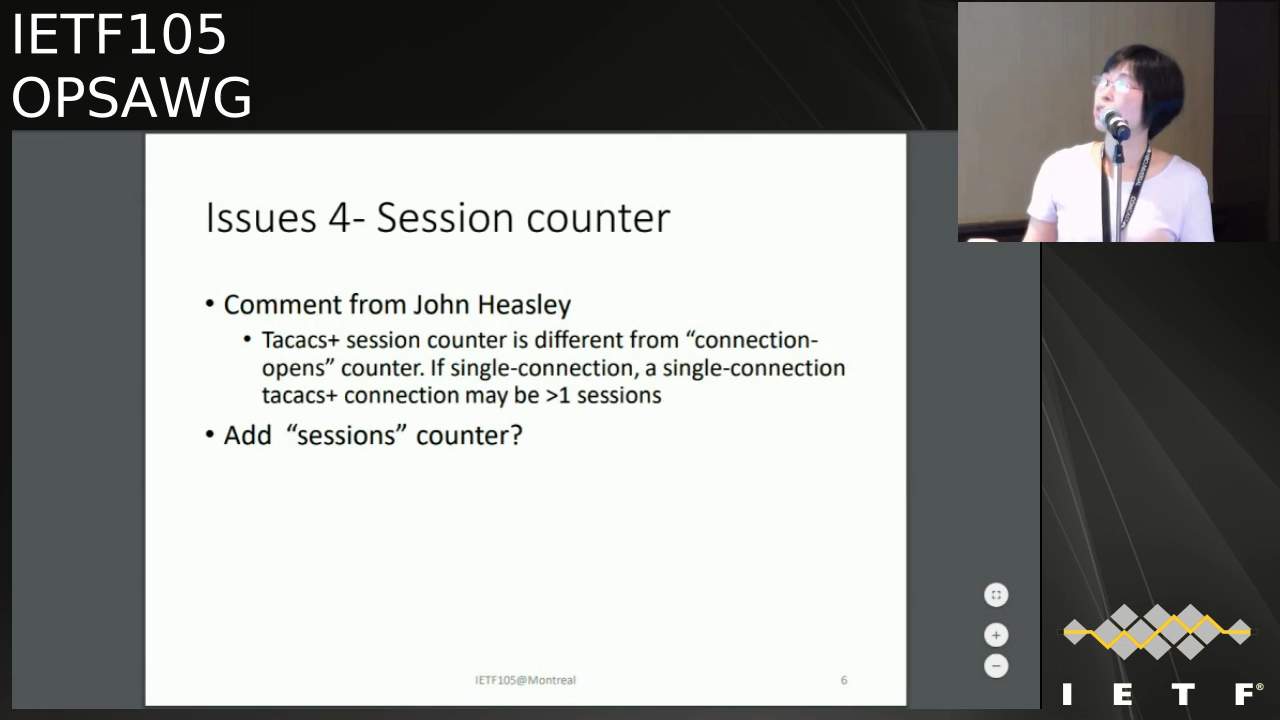 IETF105
OPSAWG
Issues 4- Session counter
• Comment from John Heasley
• Tacacs+ session counter is different from “connection-
opens” counter. If single-connection, a single-connection
tacacs+ connection may be >1 sessions
• Add “sessions” counter?
IETF105@Montreal
6
I E T F®